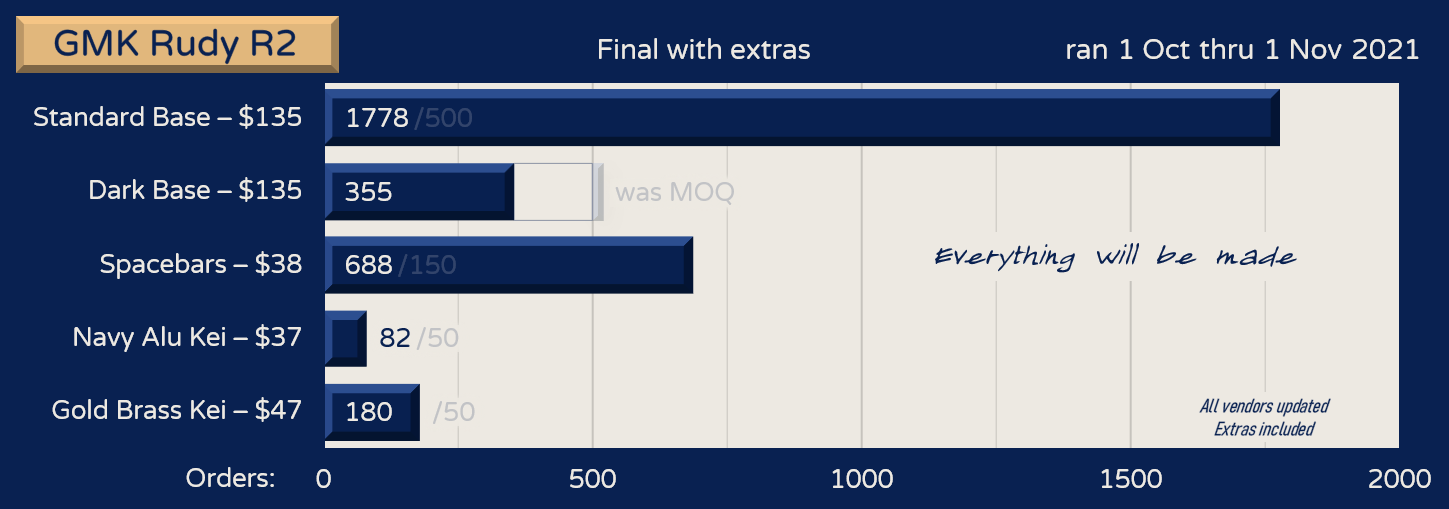 GMK Rudy R2
Final with extras
ran 1 Oct thru 1 Nov 2021
Standard Base – $135
1778 /500
Dark Base – $135
355
was MOQ
Spacebars – $38
688 /150
Everything will be made
Navy Alu Kei – $37
82 /50
Gold Brass Kei – $47
180 /50
All vendors updated
Extras included
Orders: 0 500 1000 1500 2000